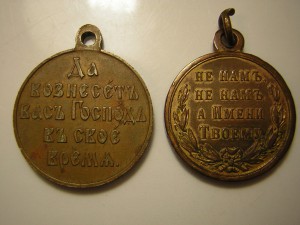 Да
вознесетъ
васъ Господь
въ свое
время.
НЕ НАМЪ,
НЕ НАМЪ,
А ИМЕНИ
ТВОЕМУ.